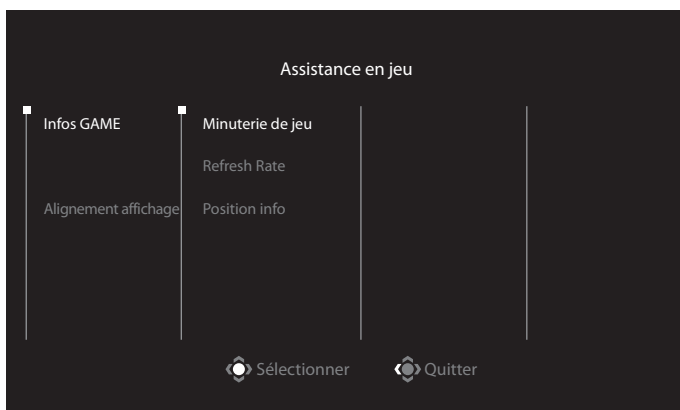 Assistance en jeu
Infos GAME
Minuterie de jeu
Refresh Rate
Alignement affichage
Position info
Sélectionner
Quitter